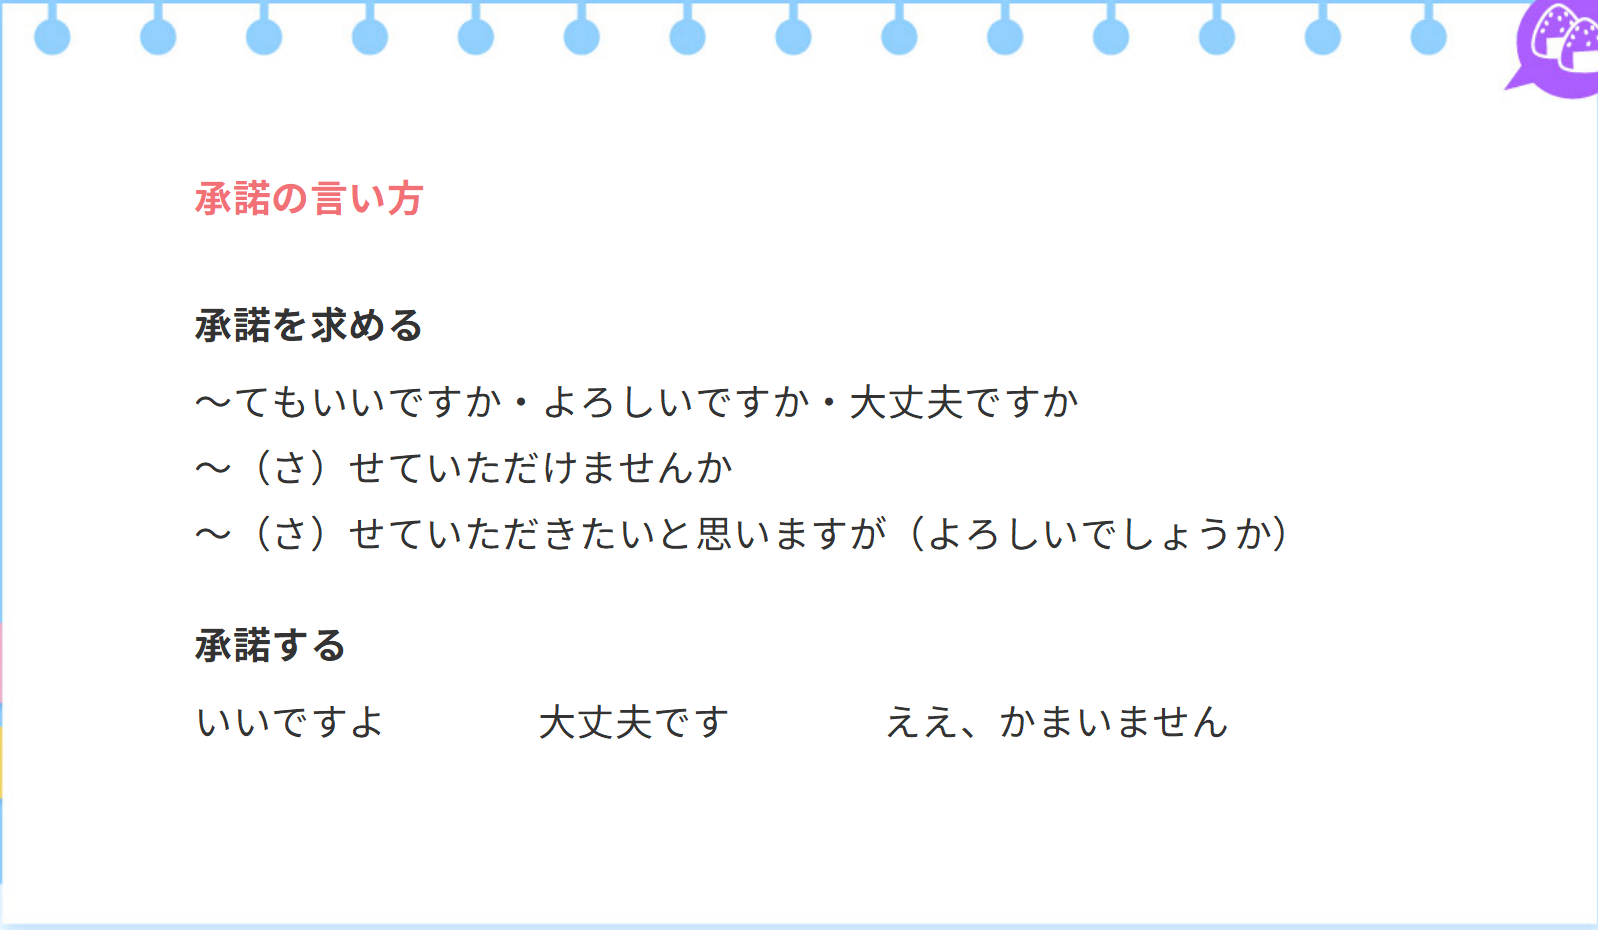 承諾の言い方
承諾を求める
～てもいいですか・よろしいですか・大丈夫ですか
～（さ）せていただけませんか
～（さ）せていただきたいと思いますが（よろしいでしょうか）
承諾する
いいですよ　大丈夫です　ええ、かまいません